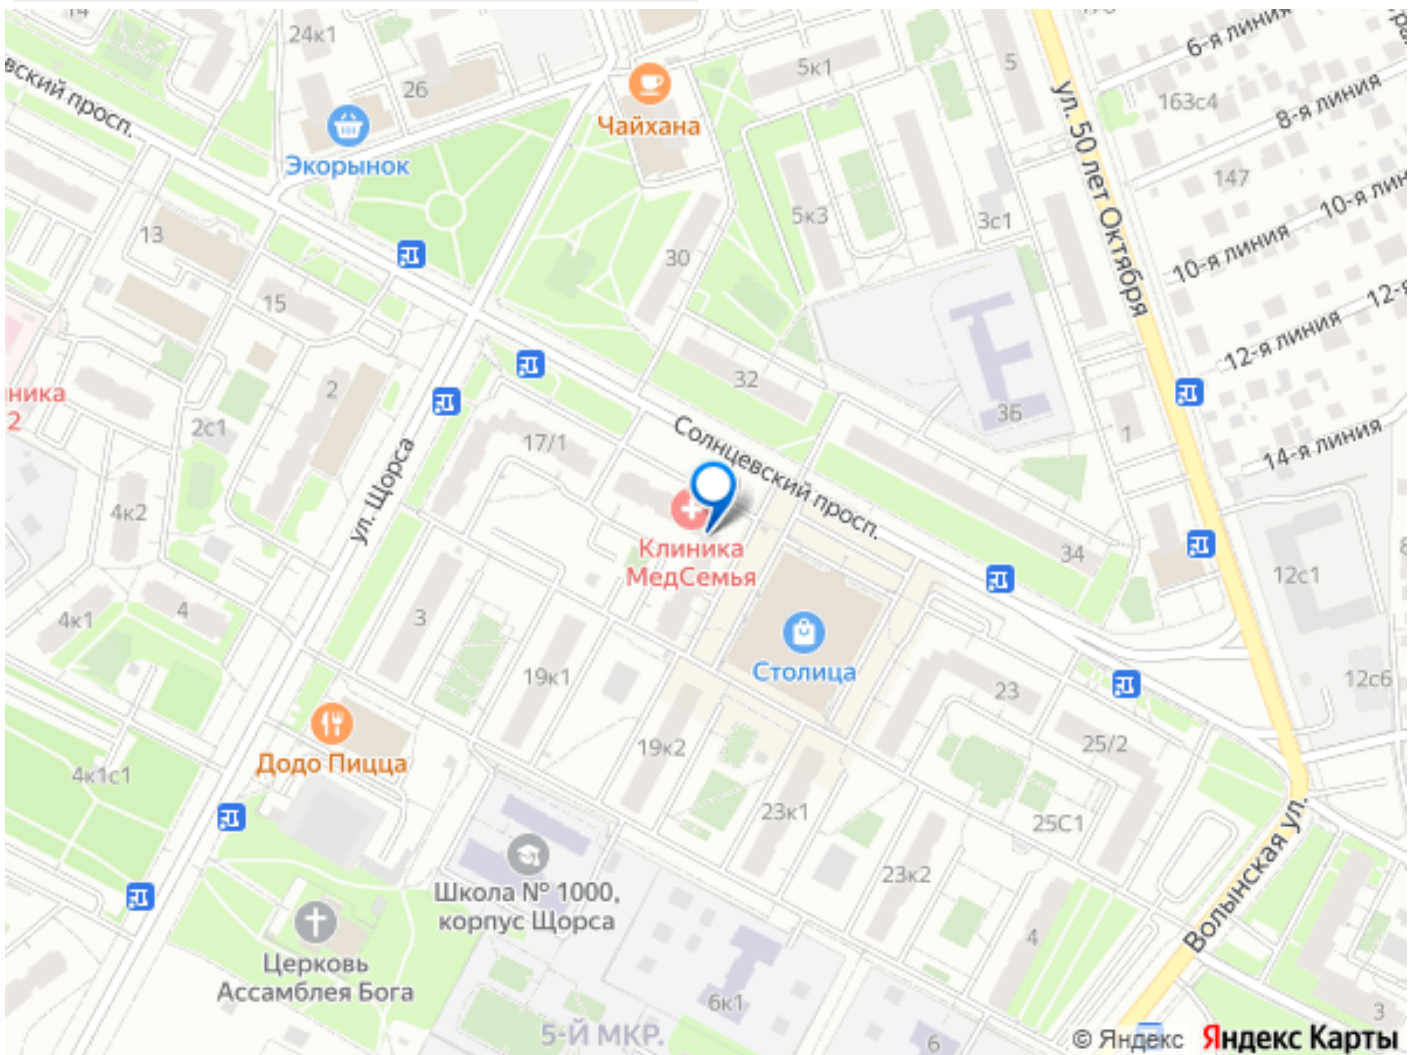 14
24к1
26
5к1
5
6-я линия
163с4
8-я линия
вский просп.
Чайхана
Экорынок
ул. 50 лет Октября
147
10-я лин
13
5к3
3с1
30
10-я линия
12-я
15
12-я линия
2
32
3Б
ника
2
2с1
17/1
Солнцевский просп.
1
14-я линия
ул. Щорса
4к2
Клиника
МедСемья
34
12с1
4к1
4
3
19к1
Столица
23
12с6
25/2
19к2
Додо Пицца
4к1с1
23к1
25С1
Волынская ул.
23к2
Школа № 1000,
корпус Щорса
4
Церковь
Ассамблея Бога
6к1
3
5-Й МКР.
6
© Яндекс Яндекс Карты